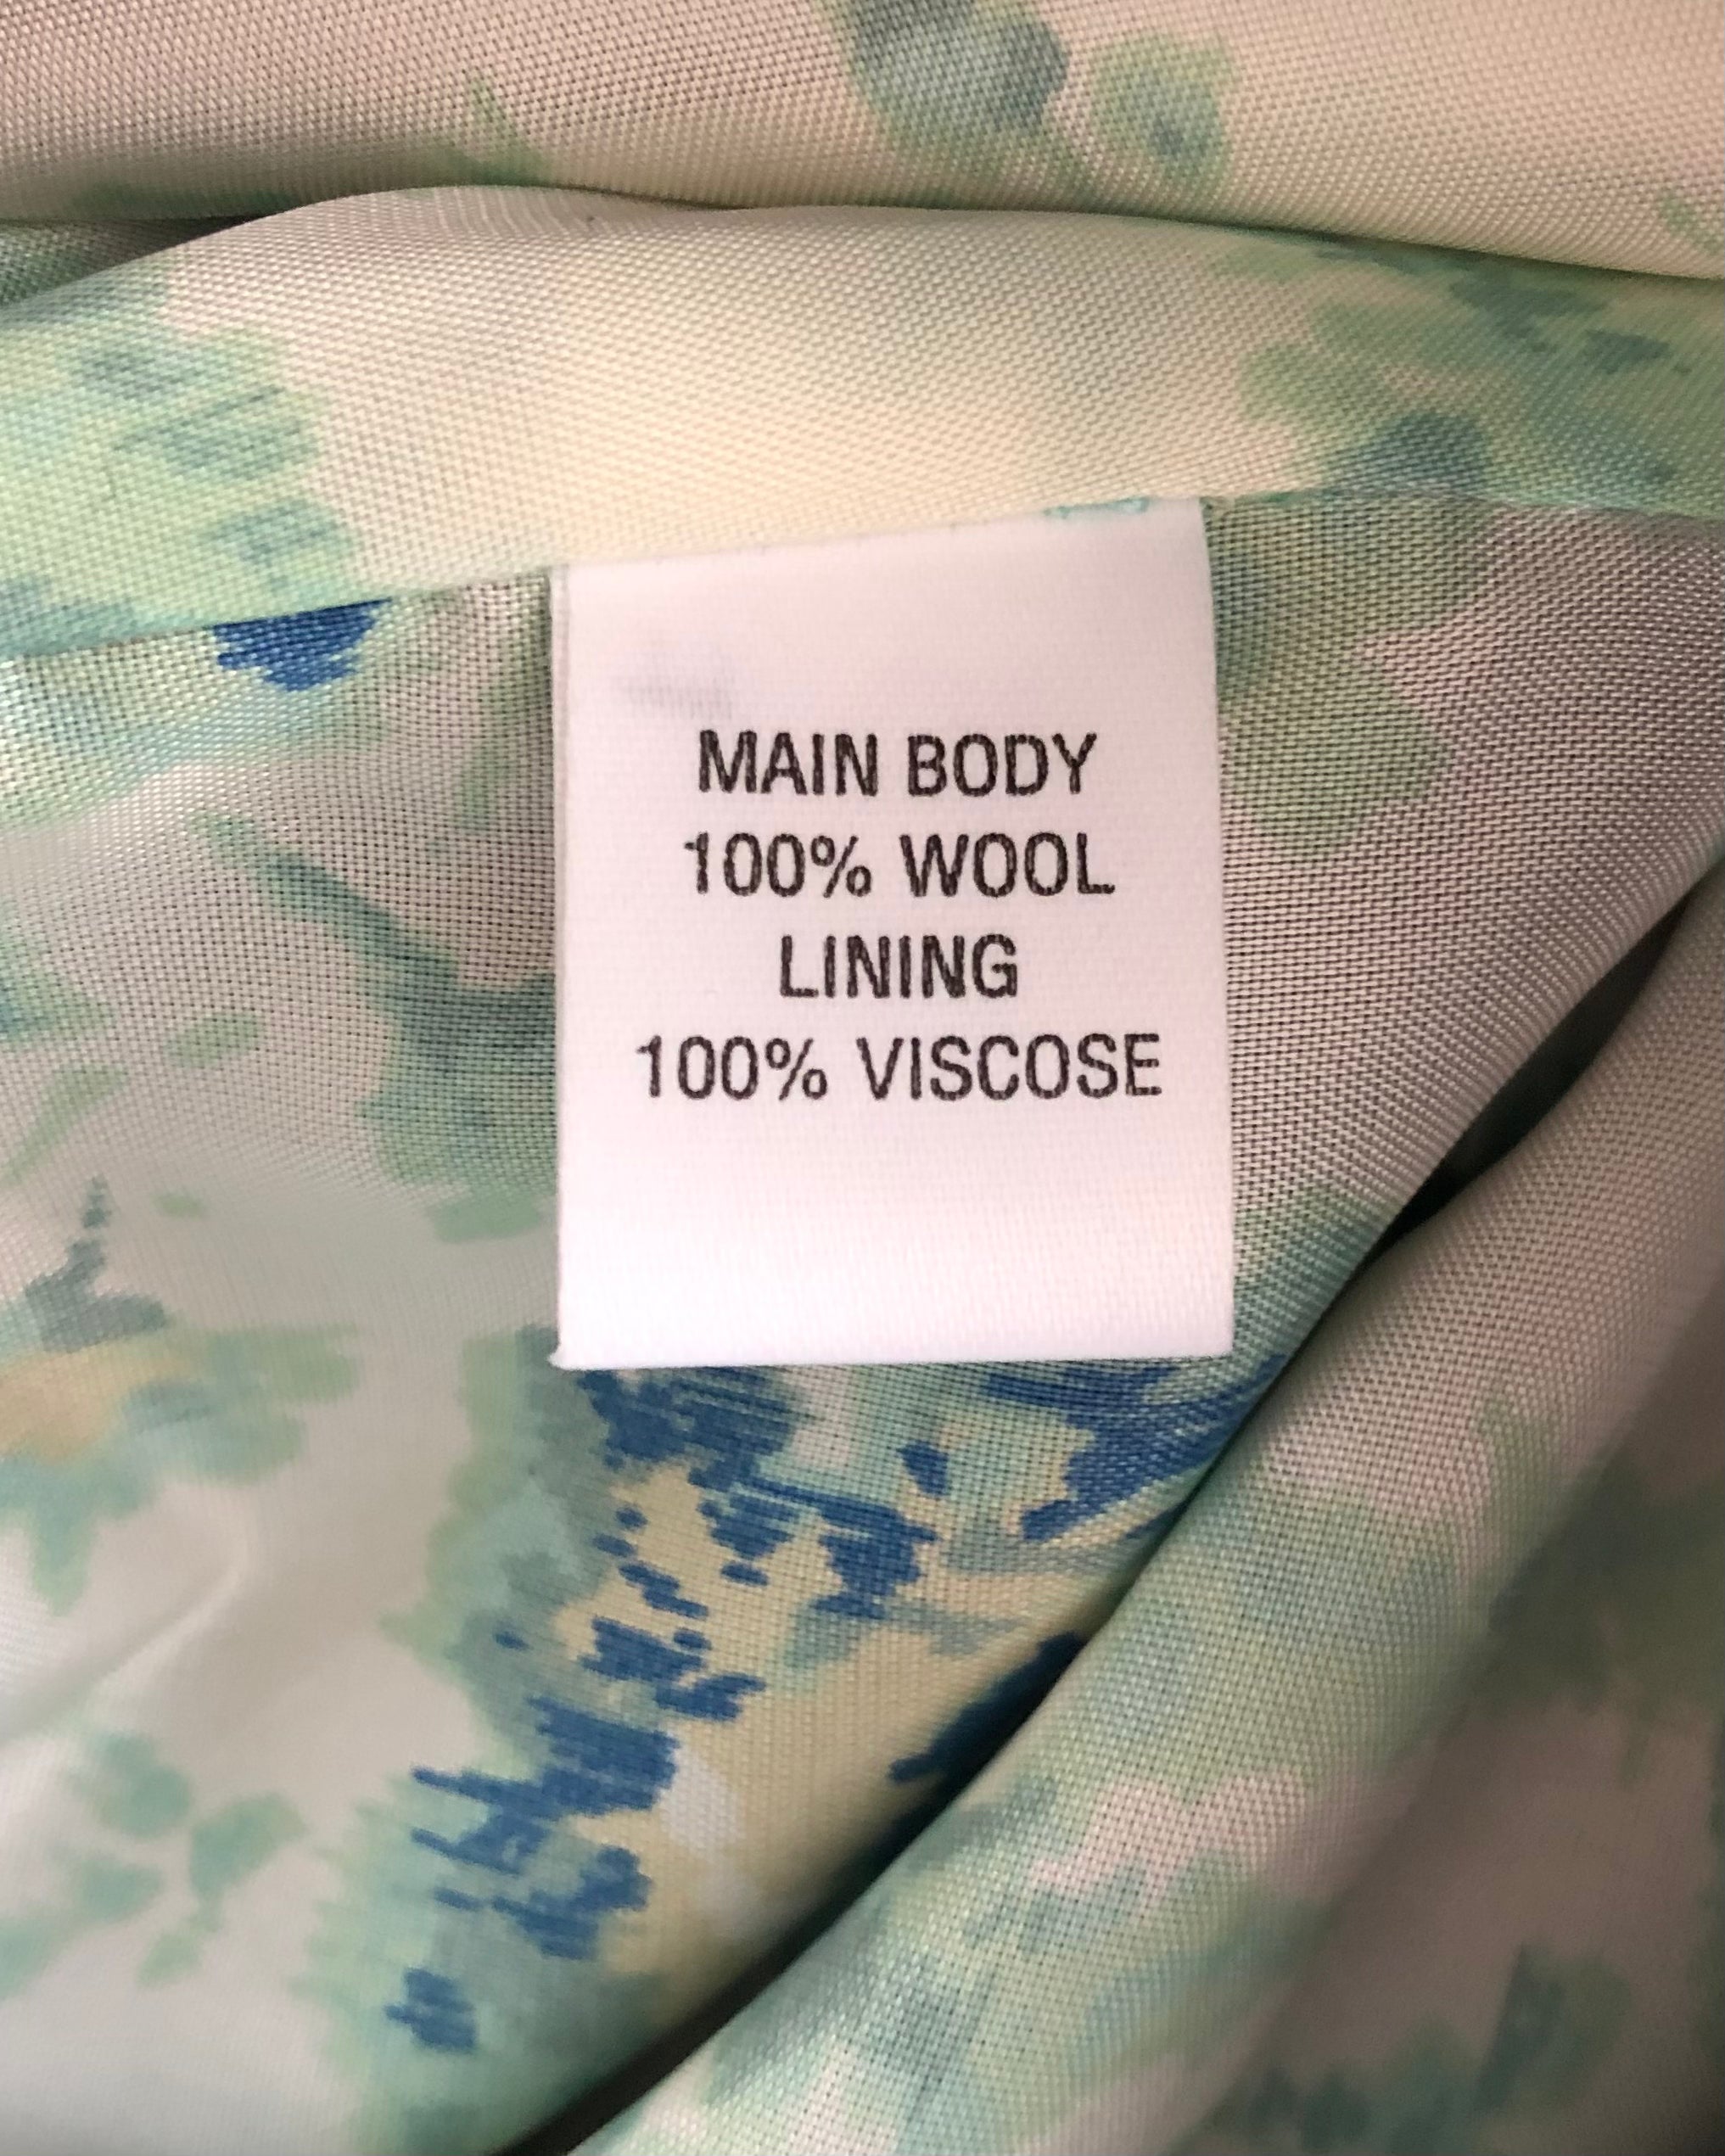 MAIN BODY
100% WOOL
LINING
100% VISCOSE